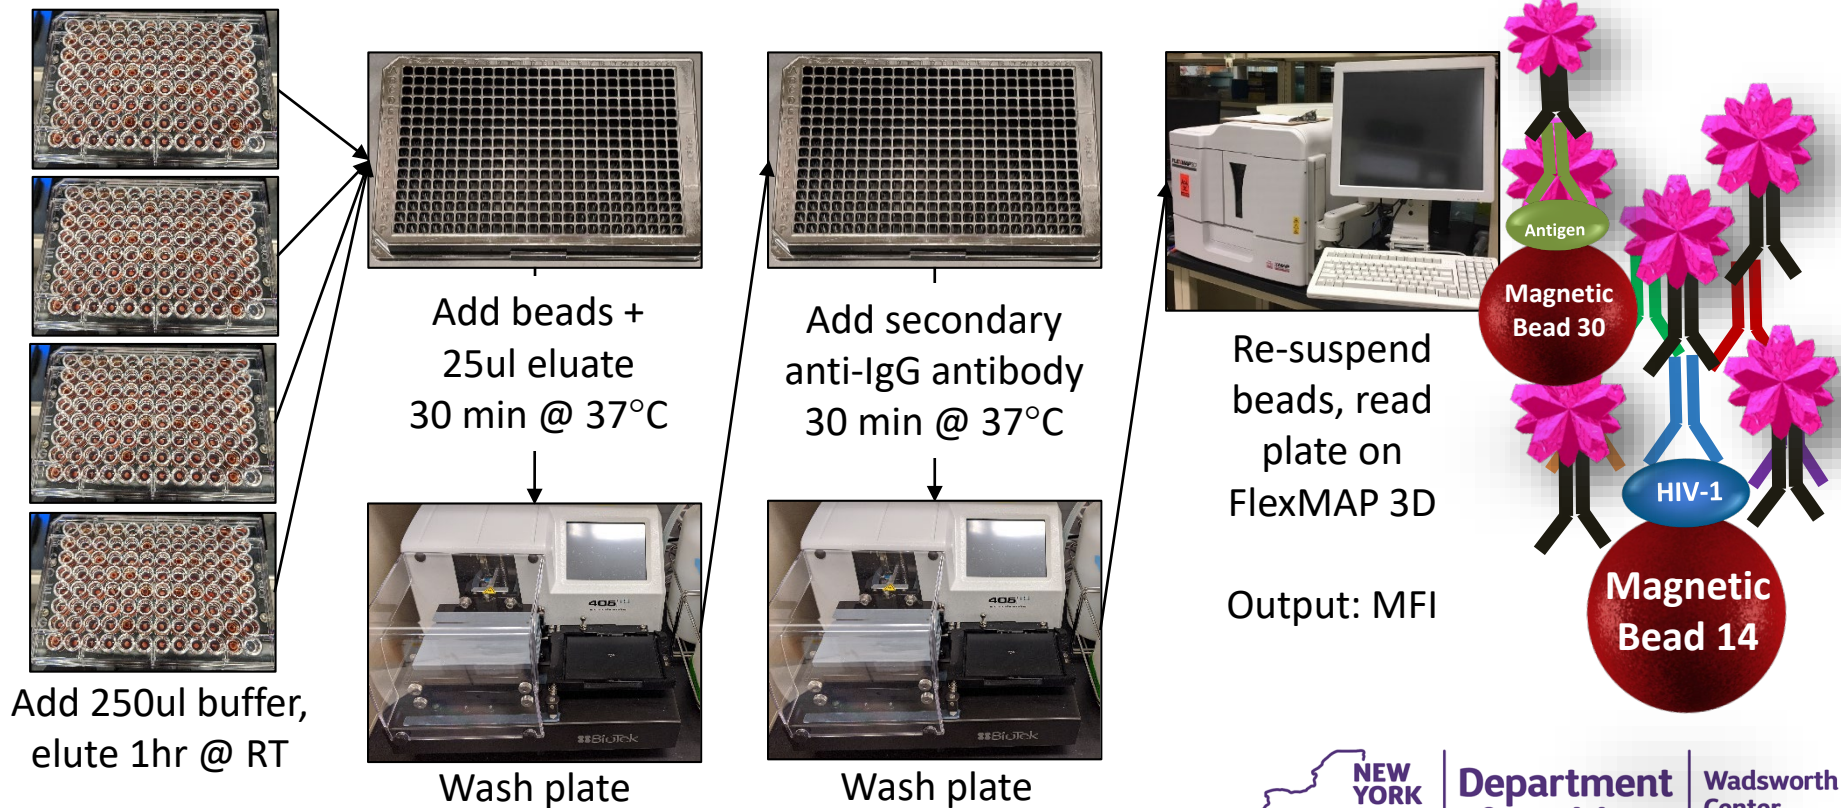 Add 250ul buffer,
elute 1hr @ RT
Add beads +
25ul eluate
30 min @ 37°C
405
BioTek
Wash plate
Add secondary
anti-IgG antibody
30 min @ 37°C
405
BioTek
Wash plate
Re-suspend
beads, read
plate on
FlexMAP 3D
Output: MFI
Antigen
Magnetic
Bead 30
HIV-1
Magnetic
Bead 14
NEW
YORK
Department
Wadsworth
Center